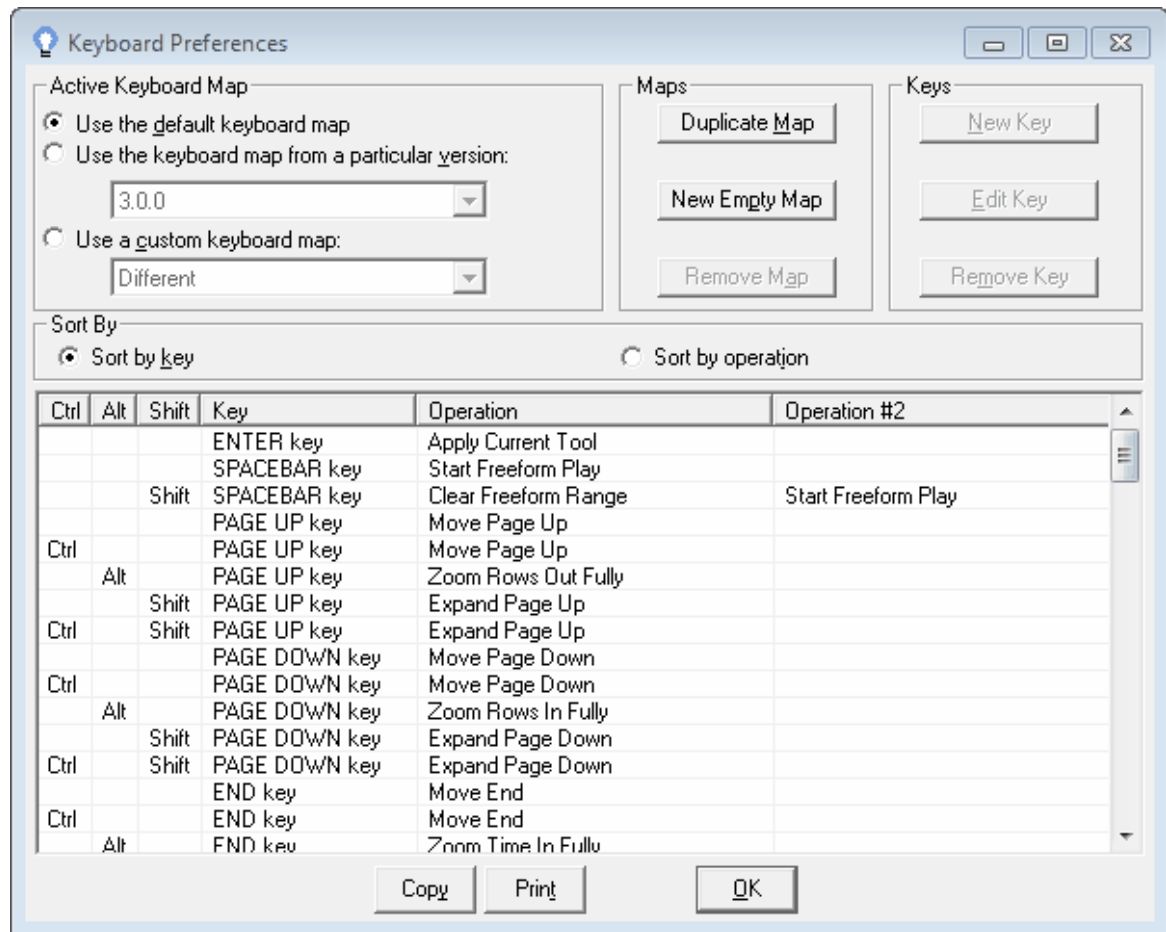 Keyboard Preferences
Active Keyboard Map
Use the default keyboard map
Use the keyboard map from a particular version:
3.0.0
Use a custom keyboard map:
Different
Maps
Duplicate Map
New Empty Map
Remove Map
Keys
New Key
Edit Key
Remove Key
Sort By
Sort by key Sort by operation
Ctrl Alt Shift Key Operation Operation #2
ENTER key Apply Current Tool
SPACEBAR key Start Freeform Play
Shift SPACEBAR key Clear Freeform Range Start Freeform Play
PAGE UP key Move Page Up
Ctrl PAGE UP key Move Page Up
Alt PAGE UP key Zoom Rows Out Fully
Shift PAGE UP key Expand Page Up
Ctrl Shift PAGE UP key Expand Page Up
PAGE DOWN key Move Page Down
Ctrl PAGE DOWN key Move Page Down
Alt PAGE DOWN key Zoom Rows In Fully
Shift PAGE DOWN key Expand Page Down
Ctrl Shift PAGE DOWN key Expand Page Down
END key Move End
Ctrl END key Move End
Alt END key Zoom Time In Fully
Copy Print OK